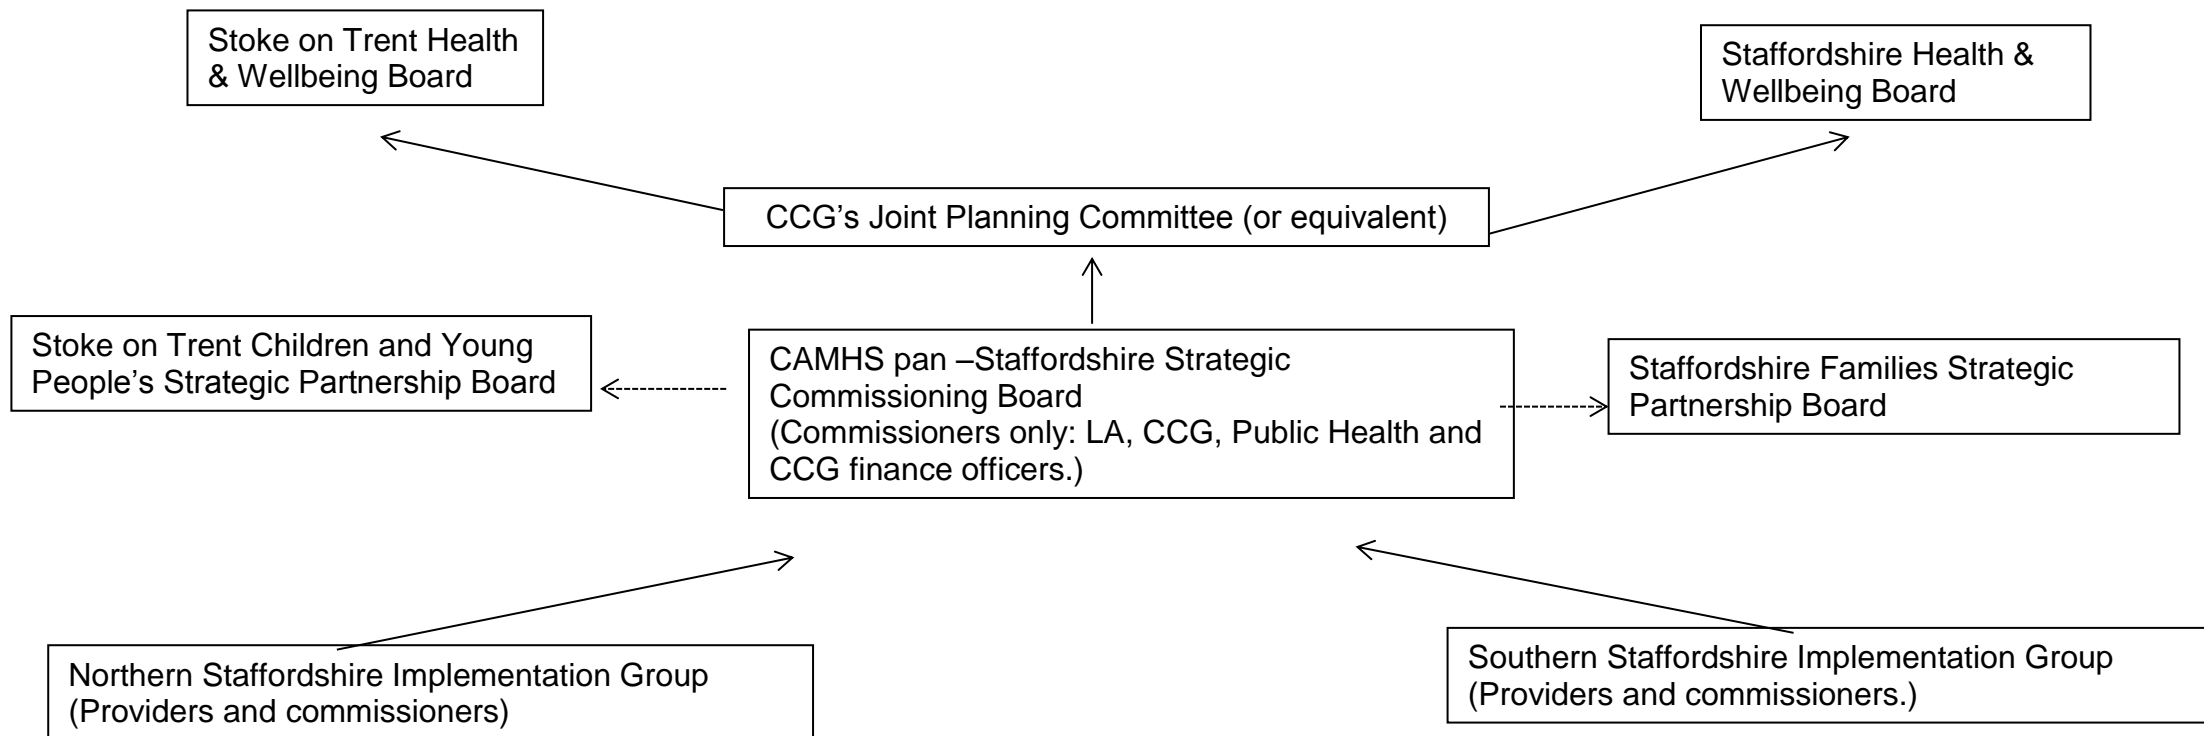 Stoke on Trent Health
& Wellbeing Board
Staffordshire Health &
Wellbeing Board
CCG’s Joint Planning Committee (or equivalent)
Stoke on Trent Children and Young
People’s Strategic Partnership Board
CAMHS pan –Staffordshire Strategic
Commissioning Board
(Commissioners only: LA, CCG, Public Health and
CCG finance officers.)
Staffordshire Families Strategic
Partnership Board
Northern Staffordshire Implementation Group
(Providers and commissioners)
Southern Staffordshire Implementation Group
(Providers and commissioners.)